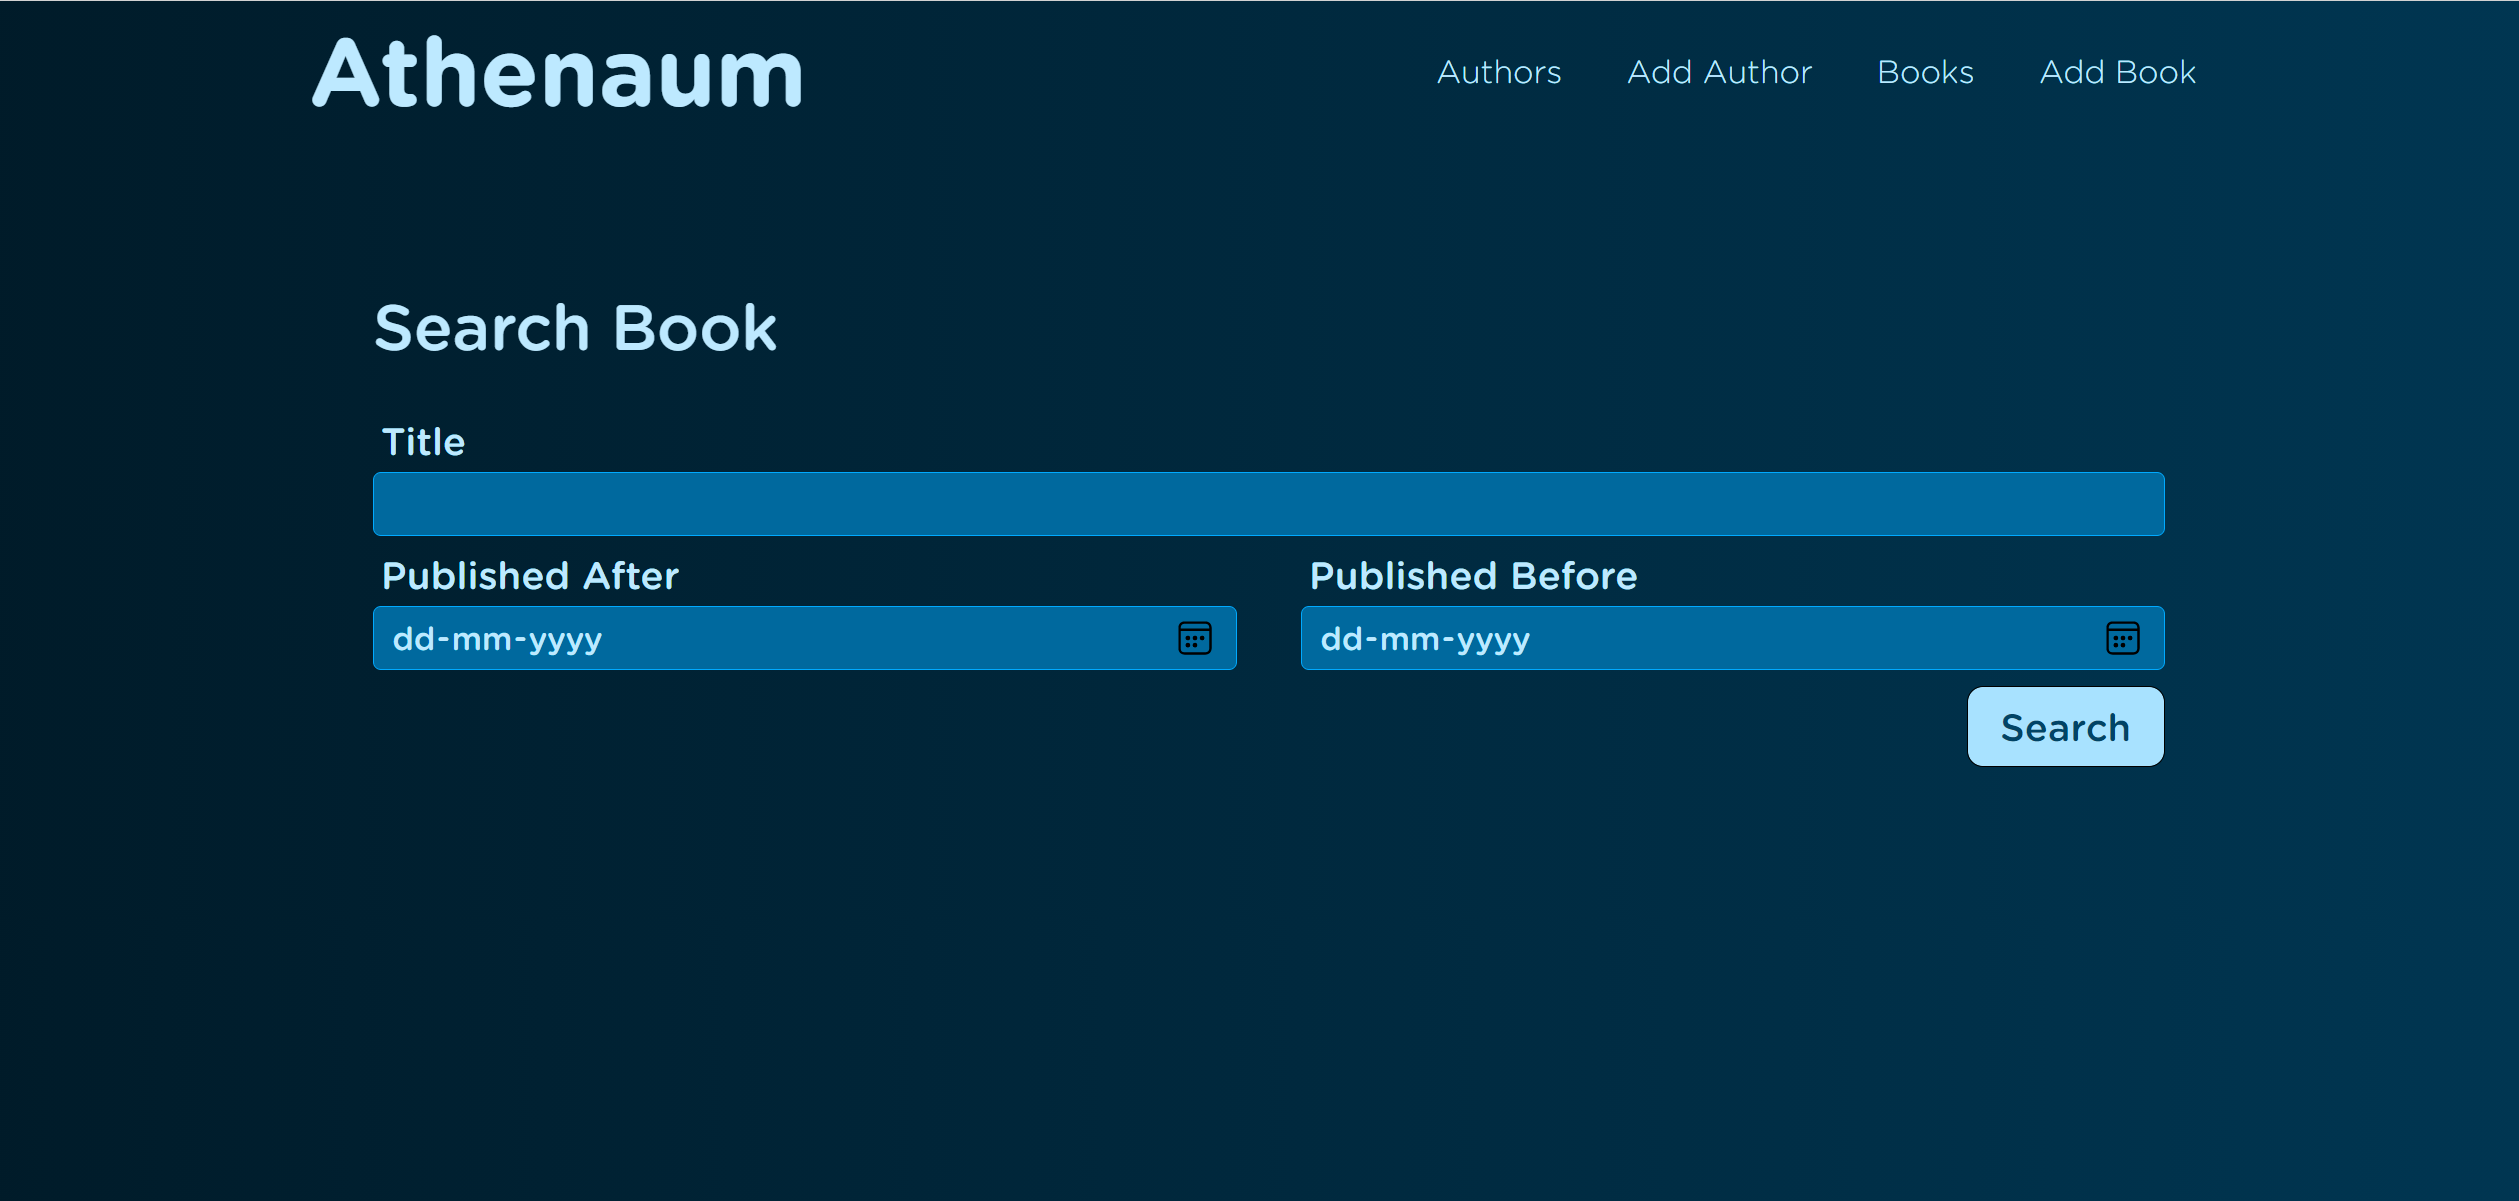 Athenaum
Authors Add Author Books Add Book
Search Book
Title
Published After Published Before
dd-mm-yyyy dd-mm-yyyy
Search